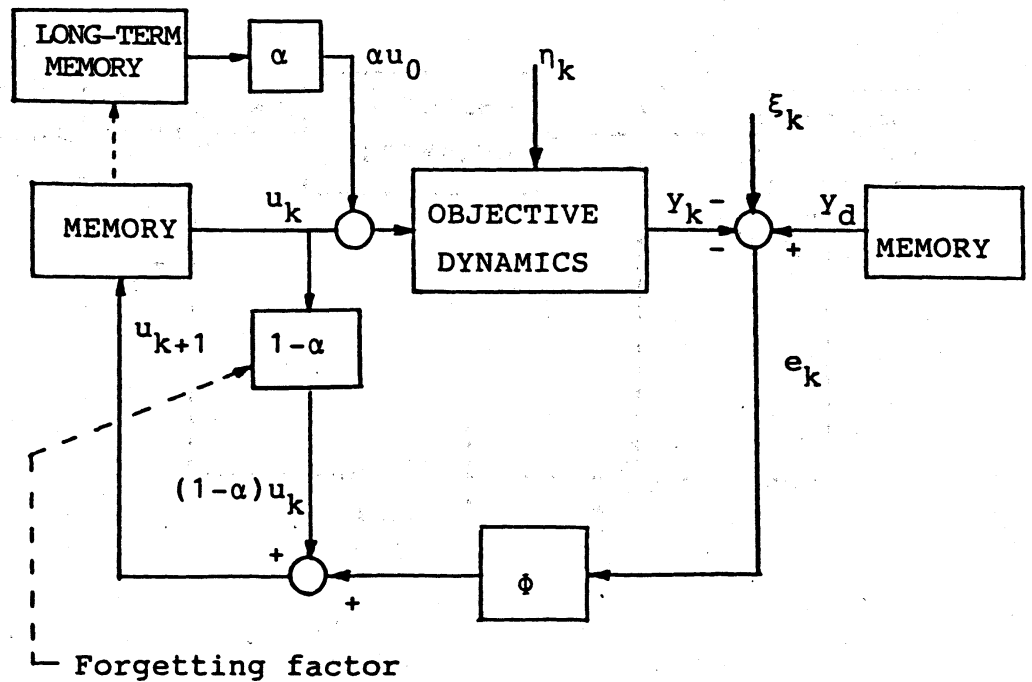 LONG-TERM
MEMORY
α
αu₀
ηₖ
ξₖ
MEMORY
uₖ
OBJECTIVE
DYNAMICS
yₖ
-
-
y_d
+
MEMORY
uₖ₊₁
1-α
eₖ
(1-α)uₖ
+
+
Φ
Forgetting factor